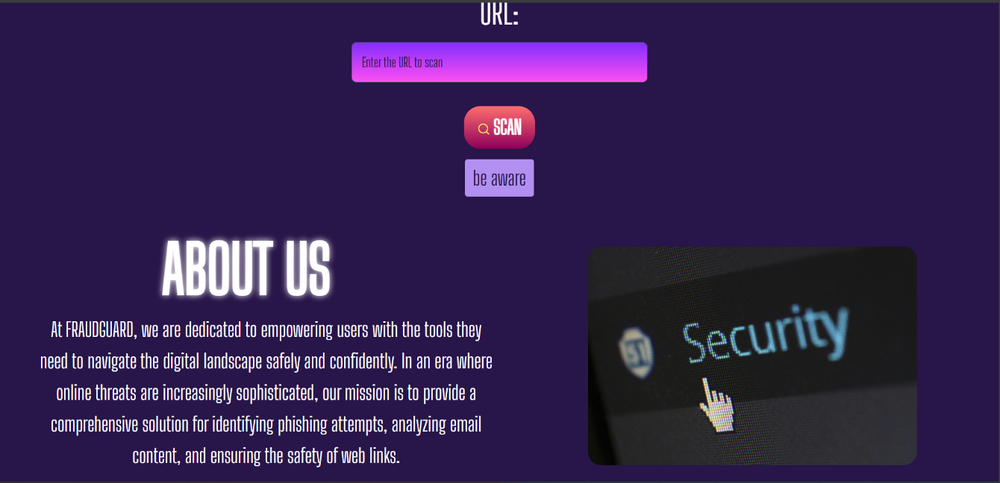 URL:
Enter the URL to scan
SCAN
be aware
ABOUT US
At FRAUDGUARD, we are dedicated to empowering users with the tools they
need to navigate the digital landscape safely and confidently. In an era where
online threats are increasingly sophisticated, our mission is to provide a
comprehensive solution for identifying phishing attempts, analyzing email
content, and ensuring the safety of web links.
Security